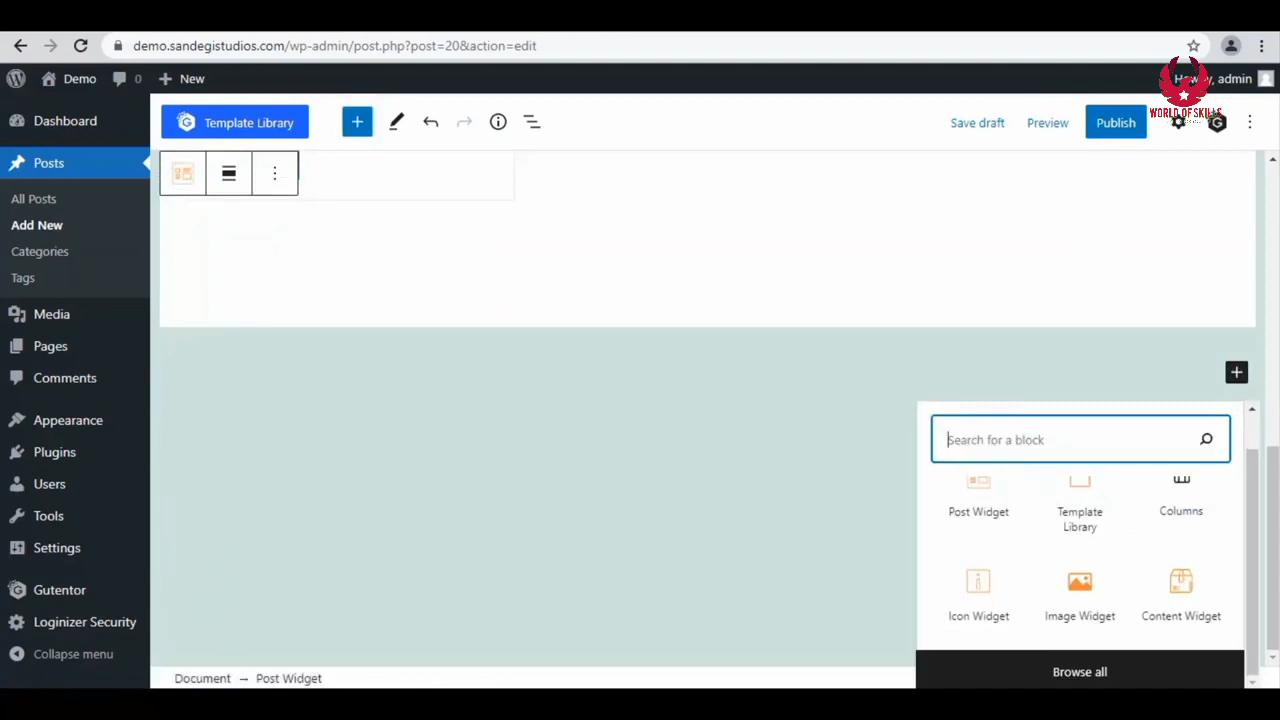 demo.sandegistudios.com/wp-admin/post.php?post=20&action=edit
Demo
0
New
Howdy, admin
WORLD OF SKILLS
Dashboard
Template Library
Save draft
Preview
Publish
Posts
All Posts
Add New
Categories
Tags
Media
Pages
Comments
Appearance
Plugins
Users
Tools
Settings
Gutentor
Loginizer Security
Collapse menu
Search for a block
Post Widget
Template
Library
Columns
Icon Widget
Image Widget
Content Widget
Browse all
Document → Post Widget